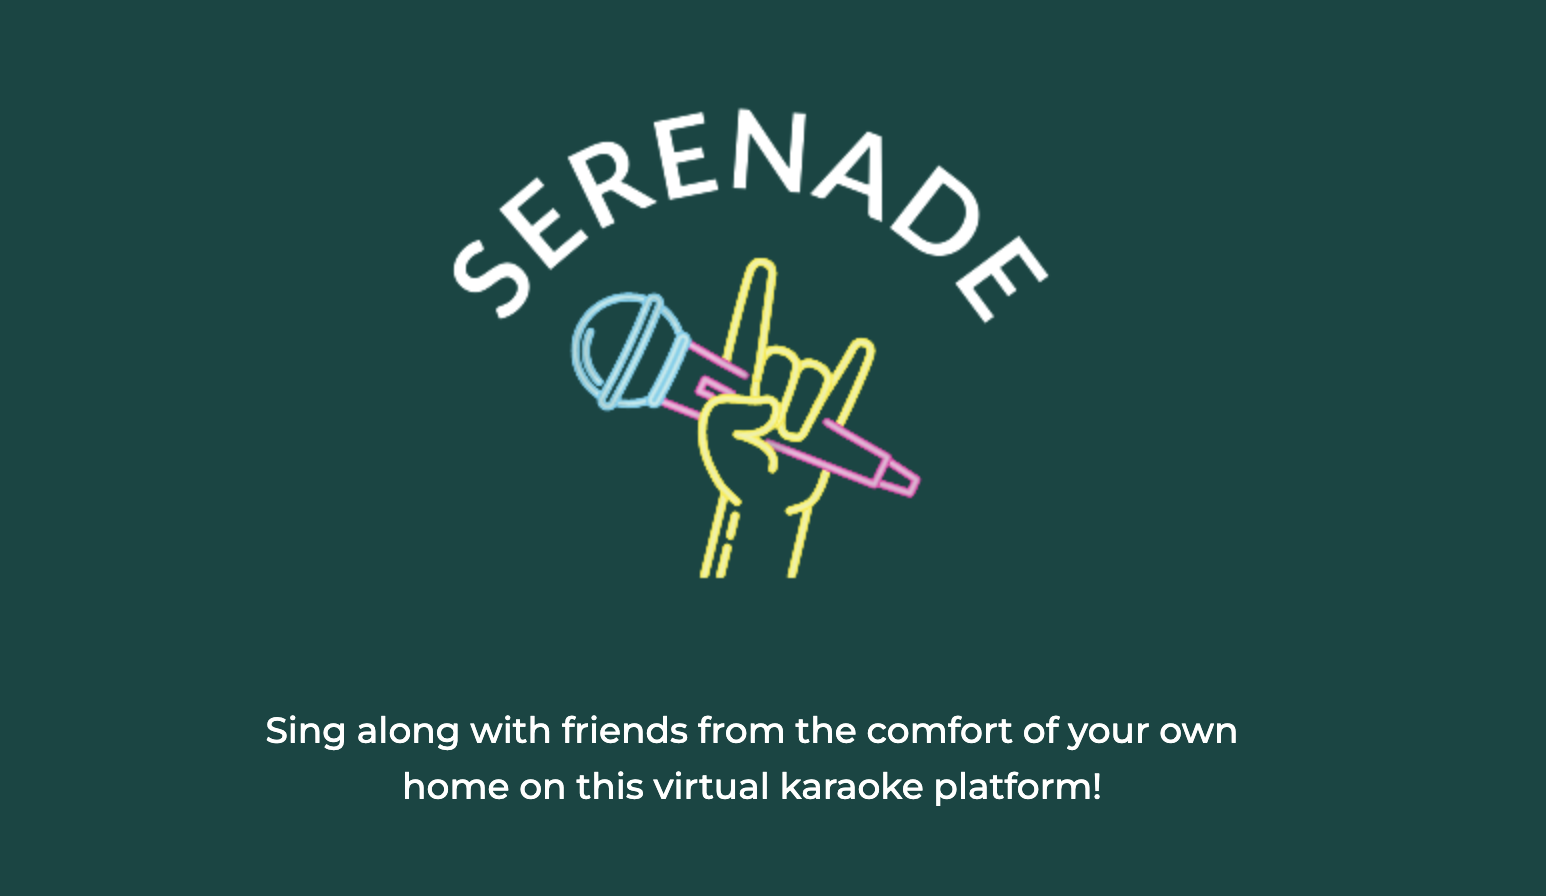 SERENADE
Sing along with friends from the comfort of your own
home on this virtual karaoke platform!